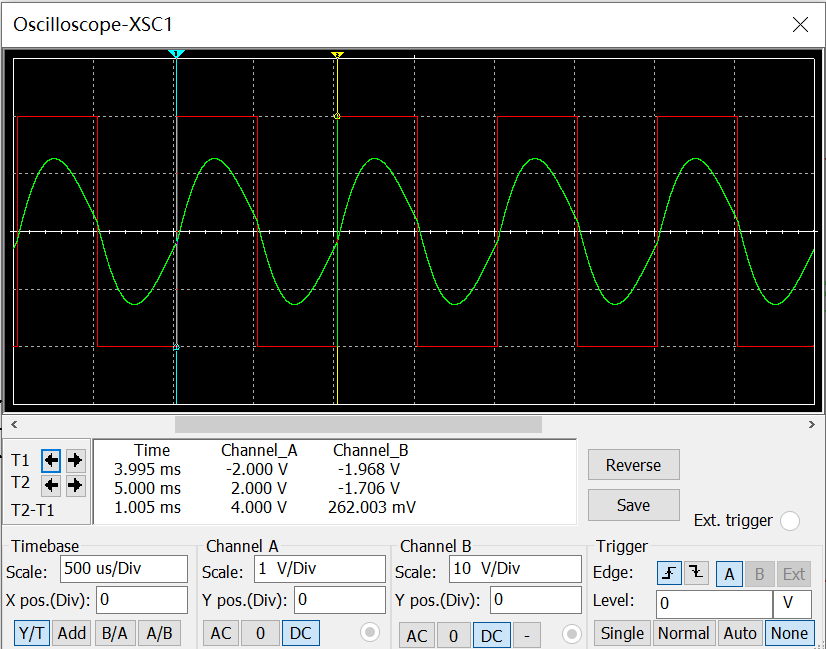 Oscilloscope-XSC1
1
2
Time Channel_A Channel_B
T1 3.995 ms -2.000 V -1.968 V
T2 5.000 ms 2.000 V -1.706 V
T2-T1 1.005 ms 4.000 V 262.003 mV
Reverse
Save
Ext. trigger
Timebase
Scale: 500 us/Div
X pos.(Div): 0
Y/T Add B/A A/B
Channel A
Scale: 1 V/Div
Y pos.(Div): 0
AC 0 DC
Channel B
Scale: 10 V/Div
Y pos.(Div): 0
AC 0 DC -
Trigger
Edge: A B Ext
Level: 0 V
Single Normal Auto None